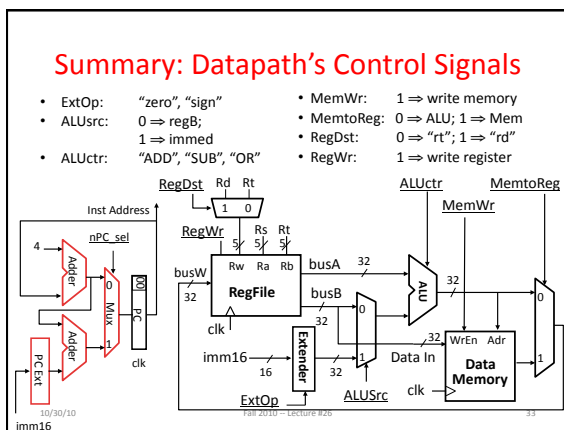 Summary: Datapath's Control Signals
• ExtOp: "zero", "sign"
• ALUsrc: 0 ⇒ regB;
1 ⇒ immed
• ALUctr: "ADD", "SUB", "OR"
• MemWr: 1 ⇒ write memory
• MemtoReg: 0 ⇒ ALU; 1 ⇒ Mem
• RegDst: 0 ⇒ "rt"; 1 ⇒ "rd"
• RegWr: 1 ⇒ write register
RegDst Rd Rt
ALUctr
MemtoReg
Inst Address
1 0
MemWr
4
nPC_sel
RegWr
Rs Rt
5 5 5
Adder
00
busW
32
Rw Ra Rb
RegFile
busA
32
ALU
32
0
Mux
PC
busB
32
0
32
WrEn Adr
clk
Adder
1
clk
imm16
16
Extender
32
1
Data In
Data
Memory
1
clk
PC Ext
ExtOp
ALUSrc
imm16
10/30/10
Fall 2010 -- Lecture #26
33